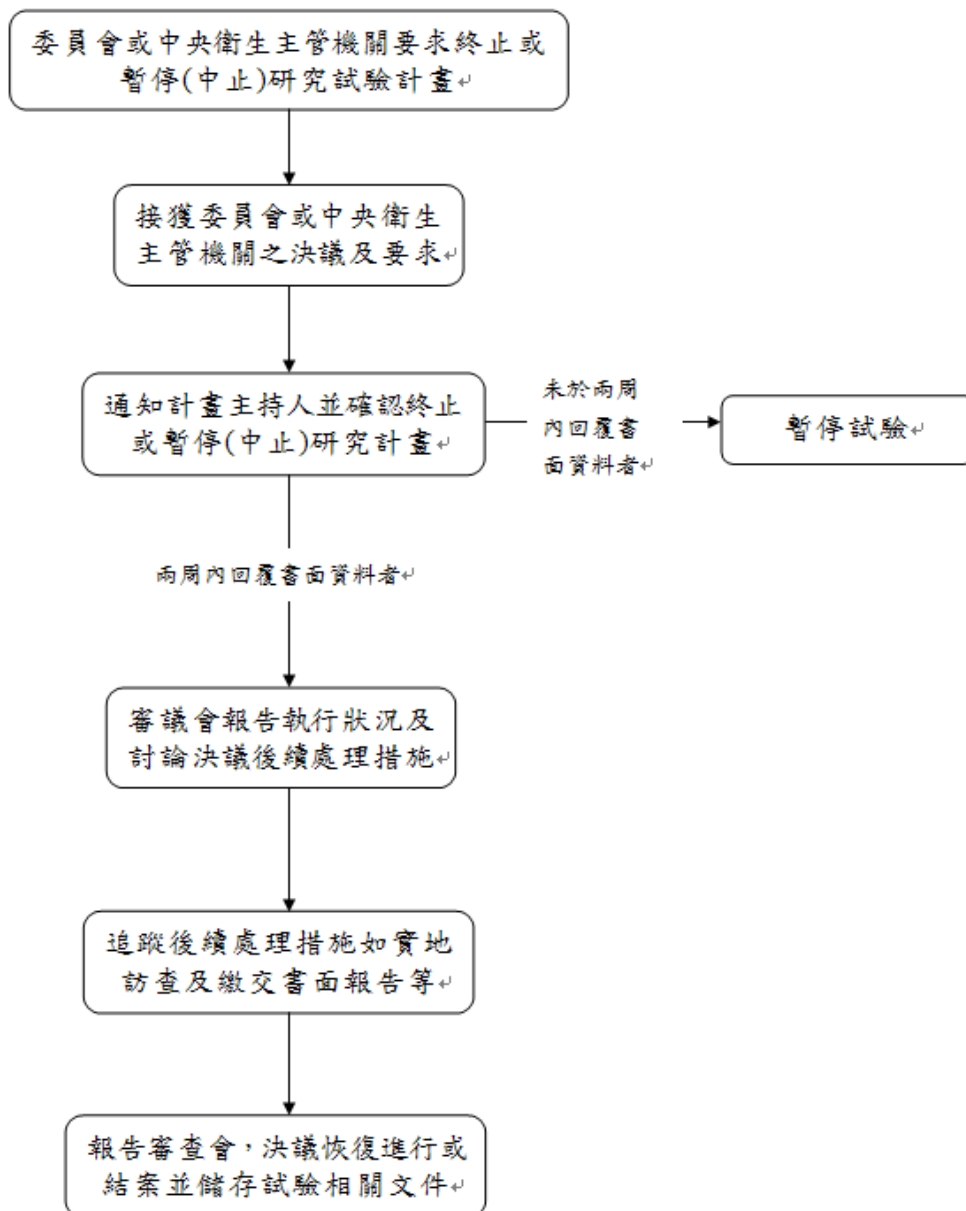 委員會或中央衛生主管機關要求終止或
暫停(中止)研究試驗計畫
接獲委員會或中央衛生
主管機關之決議及要求
通知計畫主持人並確認終止
或暫停(中止)研究計畫
未於兩周
內回覆書
面資料者
暫停試驗
兩周內回覆書面資料者
審議會報告執行狀况及
討論決議後續處理措施
追蹤後續處理措施如實地
訪查及繳交書面報告等
報告審查會，決議恢復進行或
結案並儲存試驗相關文件